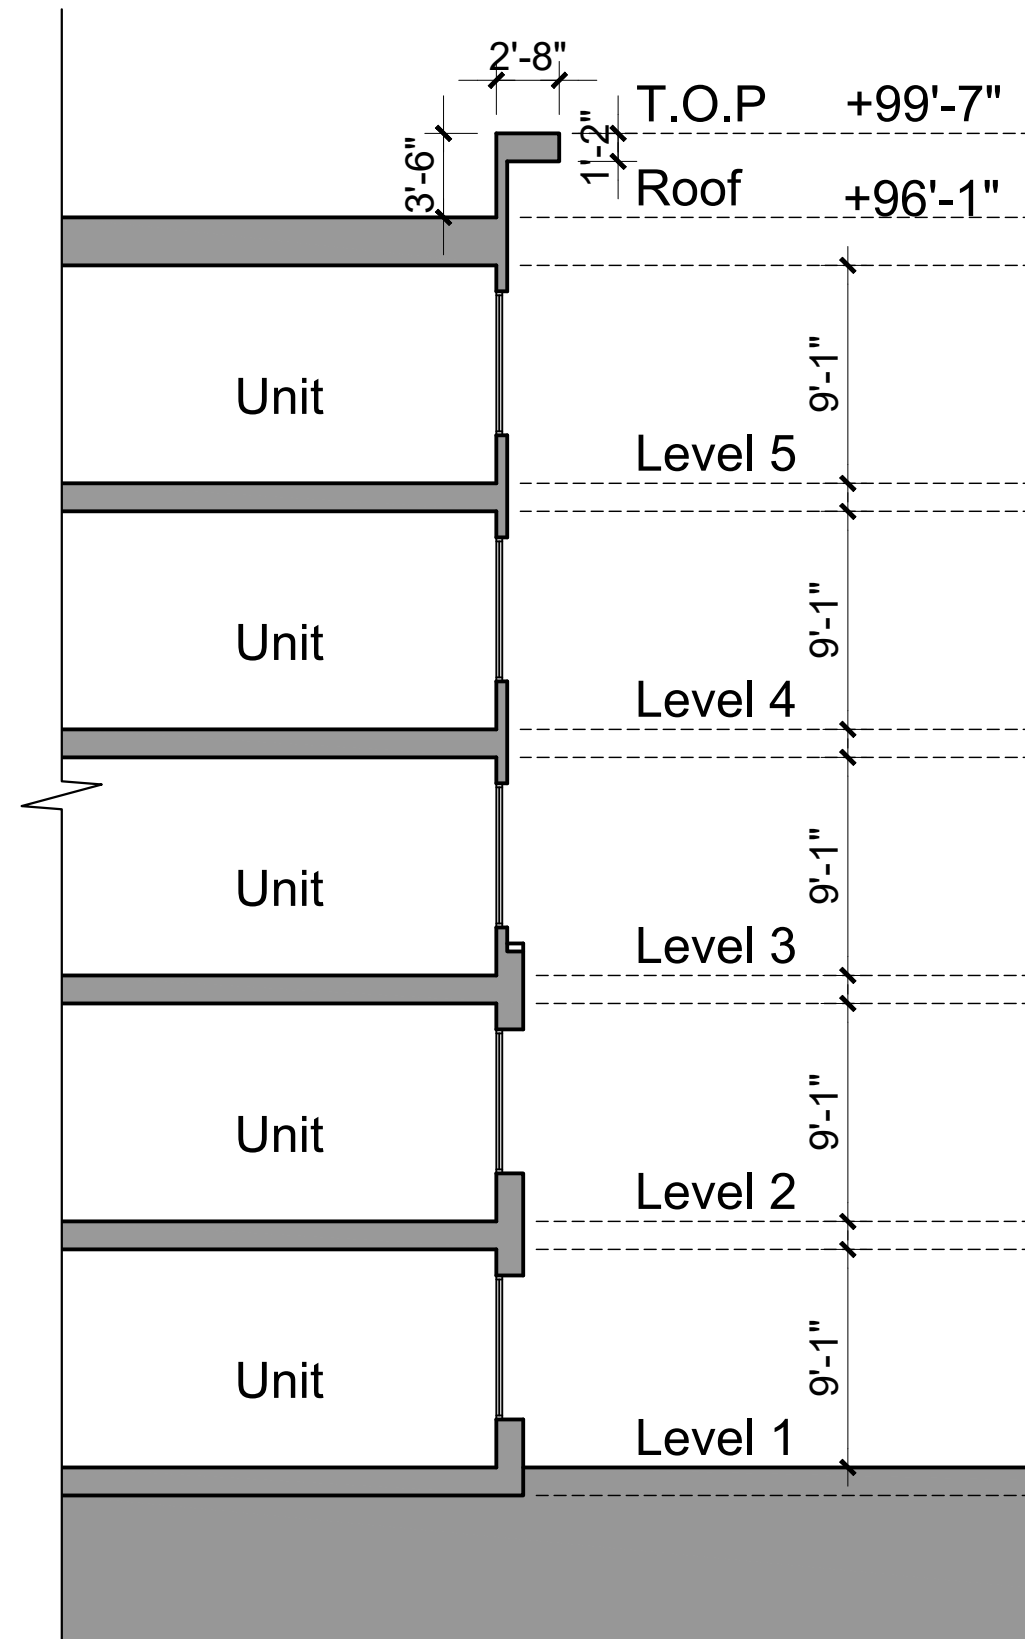 2'-8"
T.O.P +99'-7"
3'-6"
1'-2"
Roof +96'-1"
9'-1"
Unit
Level 5
9'-1"
Unit
Level 4
9'-1"
Unit
Level 3
9'-1"
Unit
Level 2
9'-1"
Unit
Level 1